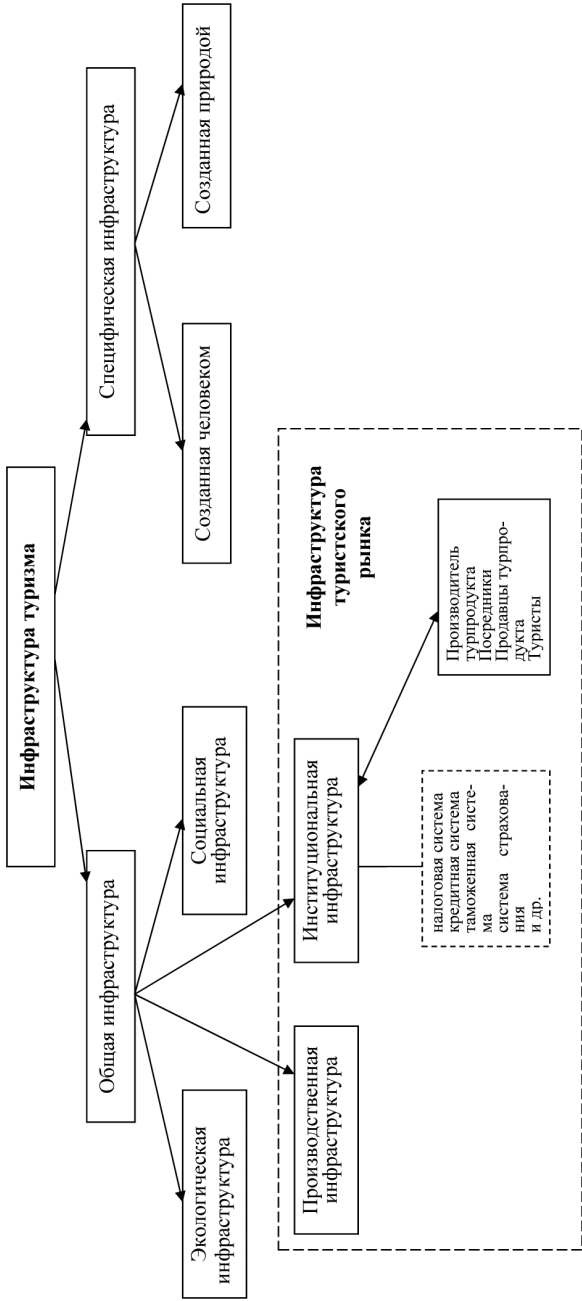 Инфраструктура туризма
Общая инфраструктура
Специфическая инфраструктура
Экологическая
инфраструктура
Социальная
инфраструктура
Созданная человеком
Созданная природой
Производственная
инфраструктура
Институциональная
инфраструктура
Инфраструктура
туристского
рынка
налоговая система
кредитная система
таможенная систе-
ма
система страхова-
ния
и др.
Производитель
турпродукта
Посредники
Продавцы турпро-
дукта
Туристы